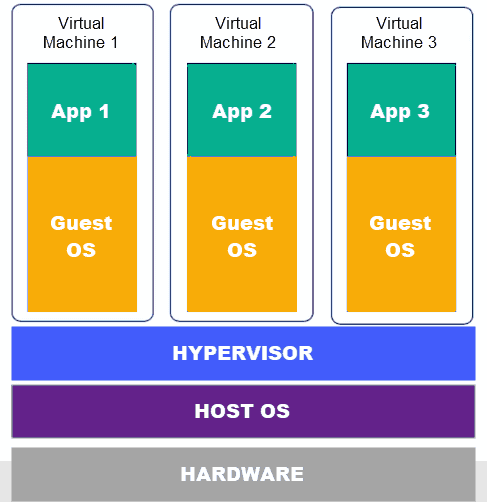 Virtual
Machine 1
Virtual
Machine 2
Virtual
Machine 3
App 1
App 2
App 3
Guest
OS
Guest
OS
Guest
OS
HYPERVISOR
HOST OS
HARDWARE